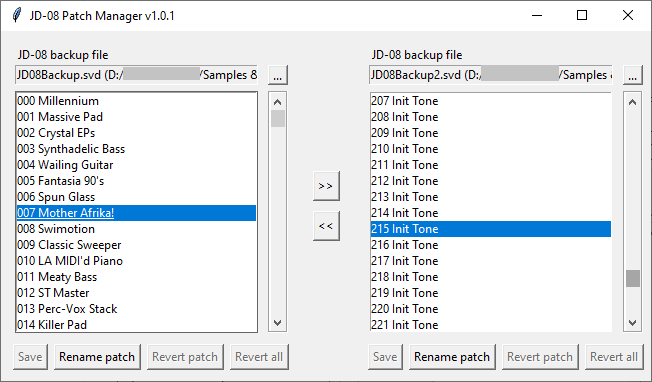 JD-08 Patch Manager v1.0.1
JD-08 backup file
JD08Backup.svd (D:/ /Samples &
...
000 Millennium
001 Massive Pad
002 Crystal EPs
003 Synthadelic Bass
004 Wailing Guitar
005 Fantasia 90's
006 Spun Glass
007 Mother Afrika!
008 Swimotion
009 Classic Sweeper
010 LA MIDI'd Piano
011 Meaty Bass
012 ST Master
013 Perc-Vox Stack
014 Killer Pad
Save Rename patch Revert patch Revert all
>>
<<
JD-08 backup file
JD08Backup2.svd (D:/ /Samples &
...
207 Init Tone
208 Init Tone
209 Init Tone
210 Init Tone
211 Init Tone
212 Init Tone
213 Init Tone
214 Init Tone
215 Init Tone
216 Init Tone
217 Init Tone
218 Init Tone
219 Init Tone
220 Init Tone
221 Init Tone
Save Rename patch Revert patch Revert all